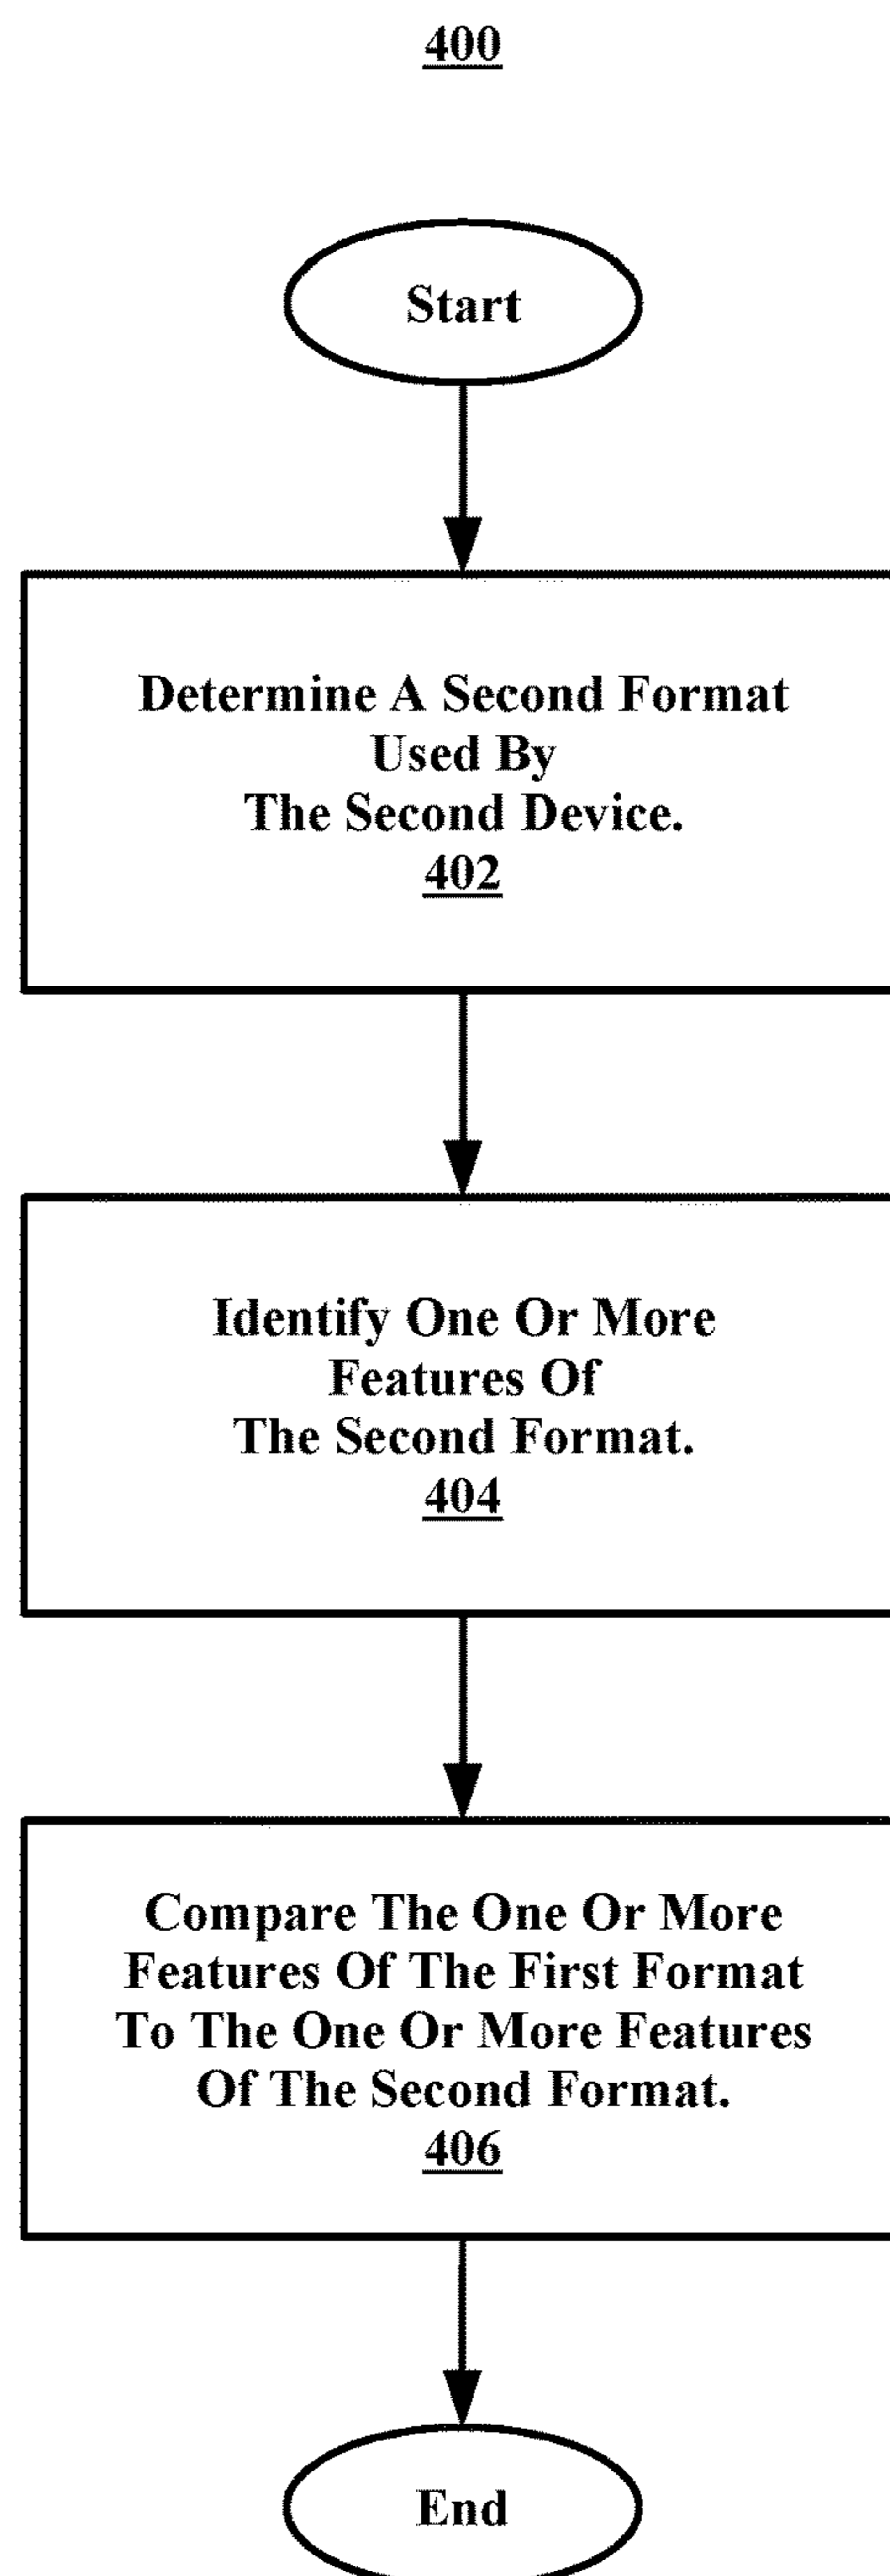 400
Start
Determine A Second Format
Used By
The Second Device.
402
Identify One Or More
Features Of
The Second Format.
404
Compare The One Or More
Features Of The First Format
To The One Or More Features
Of The Second Format.
406
End